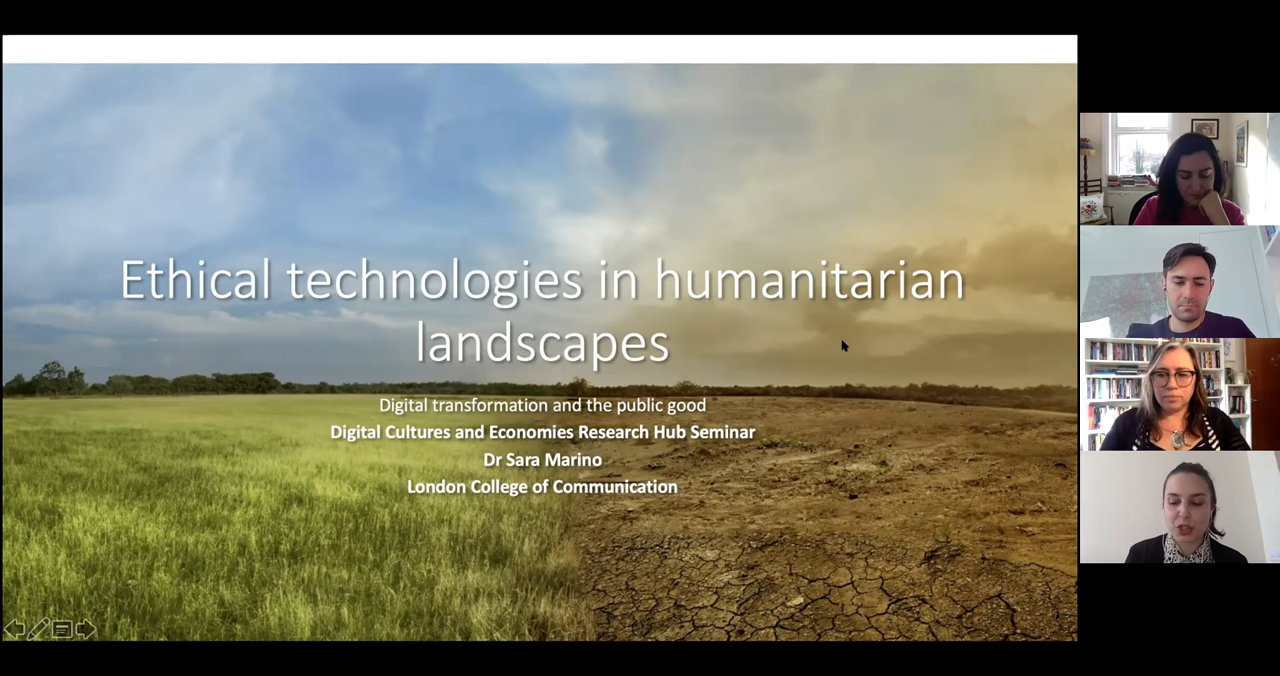 Ethical technologies in humanitarian
landscapes
Digital transformation and the public good
Digital Cultures and Economies Research Hub Seminar
Dr Sara Marino
London College of Communication